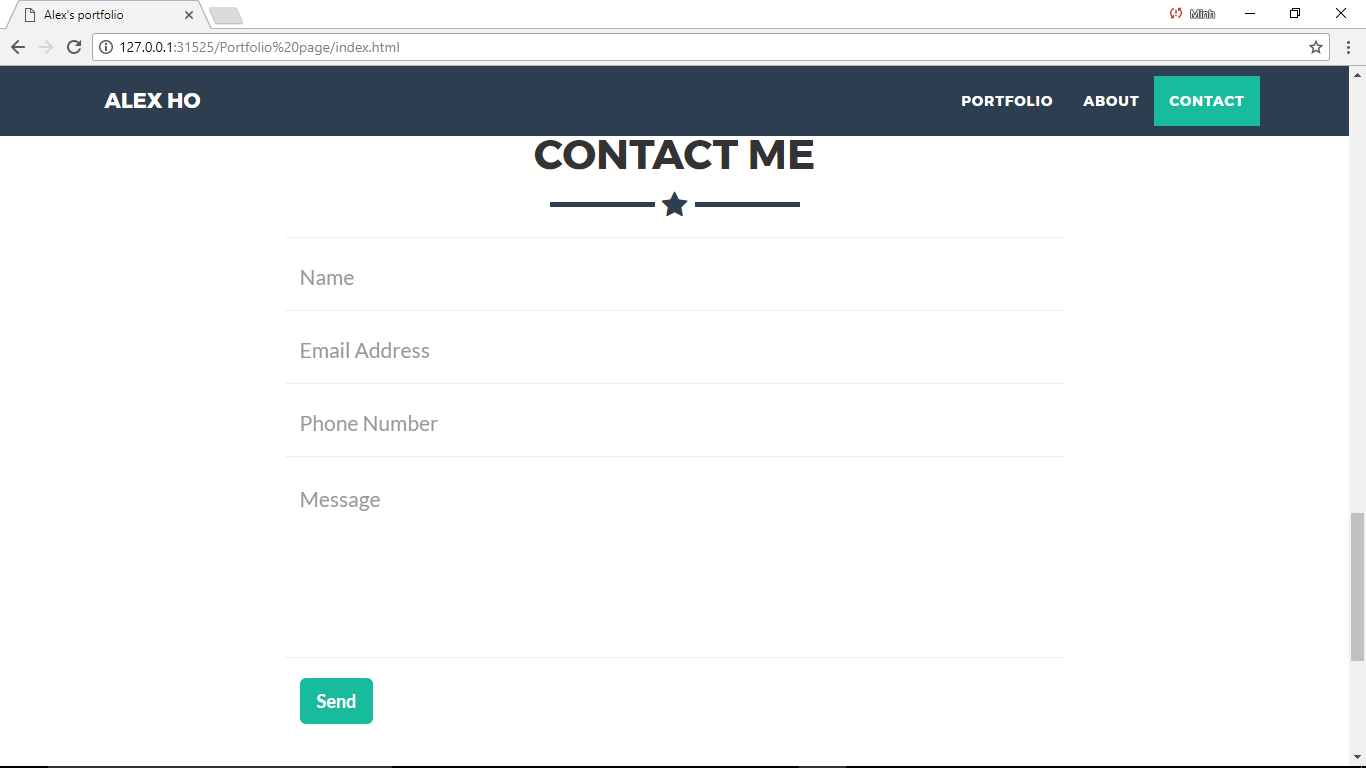 Alex's portfolio
Minh
127.0.0.1:31525/Portfolio%20page/index.html
ALEX HO PORTFOLIO ABOUT CONTACT
CONTACT ME
Name
Email Address
Phone Number
Message
Send